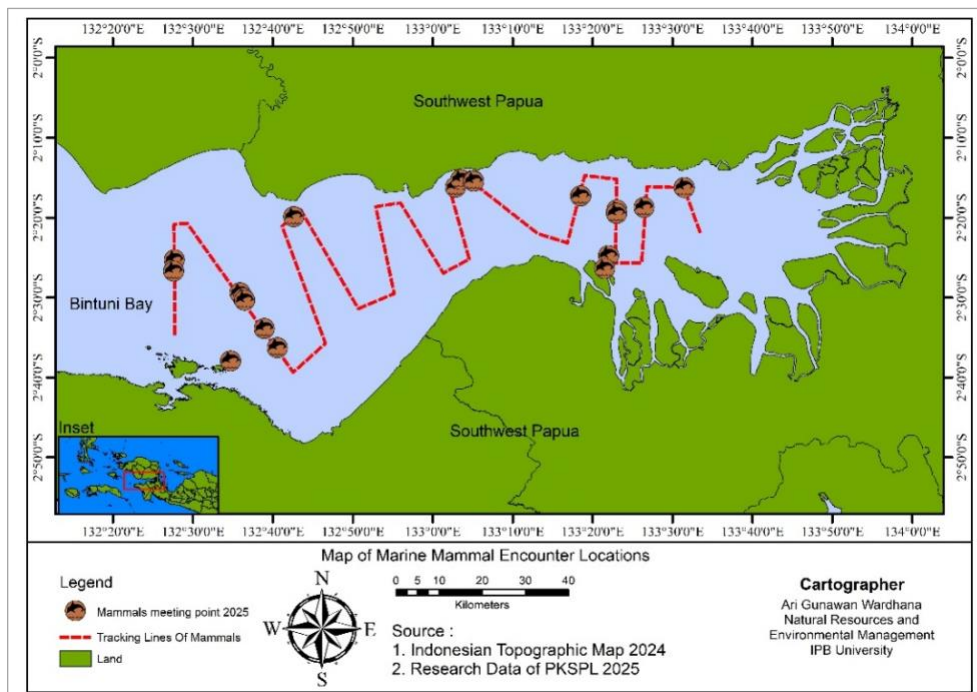 132°20'0"E 132°30'0"E 132°40'0"E 132°50'0"E 133°0'0"E 133°10'0"E 133°20'0"E 133°30'0"E 133°40'0"E 133°50'0"E 134°0'0"E
2°0'0"S 2°0'0"S
Southwest Papua
2°10'0"S 2°10'0"S
2°20'0"S 2°20'0"S
Bintuni Bay
2°30'0"S 2°30'0"S
2°40'0"S 2°40'0"S
Southwest Papua
Inset
2°50'0"S 2°50'0"S
132°20'0"E 132°30'0"E 132°40'0"E 132°50'0"E 133°0'0"E 133°10'0"E 133°20'0"E 133°30'0"E 133°40'0"E 133°50'0"E 134°0'0"E
Map of Marine Mammal Encounter Locations
Legend
Mammals meeting point 2025
Tracking Lines Of Mammals
Land
N
W E
S
0 5 10 20 30 40
Kilometers
Source :
1. Indonesian Topographic Map 2024
2. Research Data of PKSPL 2025
Cartographer
Ari Gunawan Wardhana
Natural Resources and
Environmental Management
IPB University